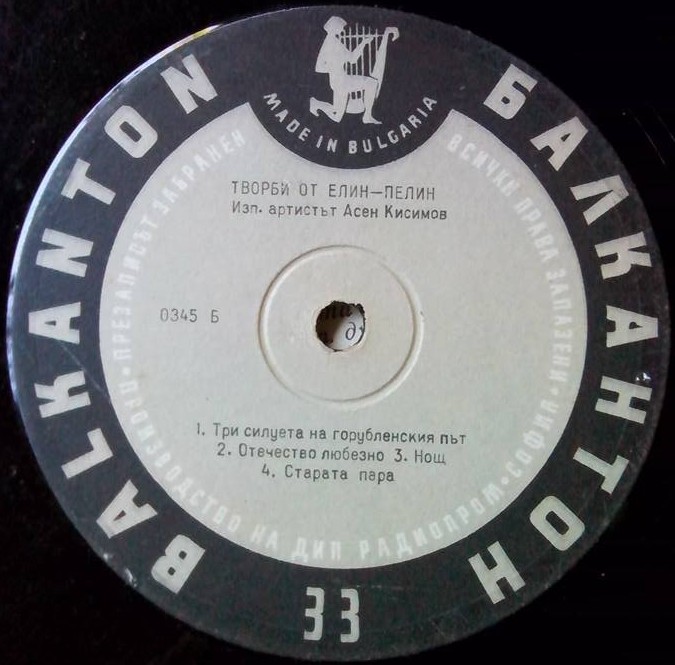 BALKANTON
БАЛКАНТОН
MADE IN BULGARIA
ПРОИЗВОДСТВО НА ДИП РАДИОПРОМ • СОФИЯ •
ВСИЧКИ ПРАВА ЗАПАЗЕНИ
ПРЕЗАПИСЪТ ЗАБРАНЕН
ТВОРБИ ОТ ЕЛИН—ПЕЛИН
Изп. артистът Асен Кисимов
0345 Б
1. Три силуета на горубленския път
2. Отечество любезно 3. Нощ
4. Старата пара
33